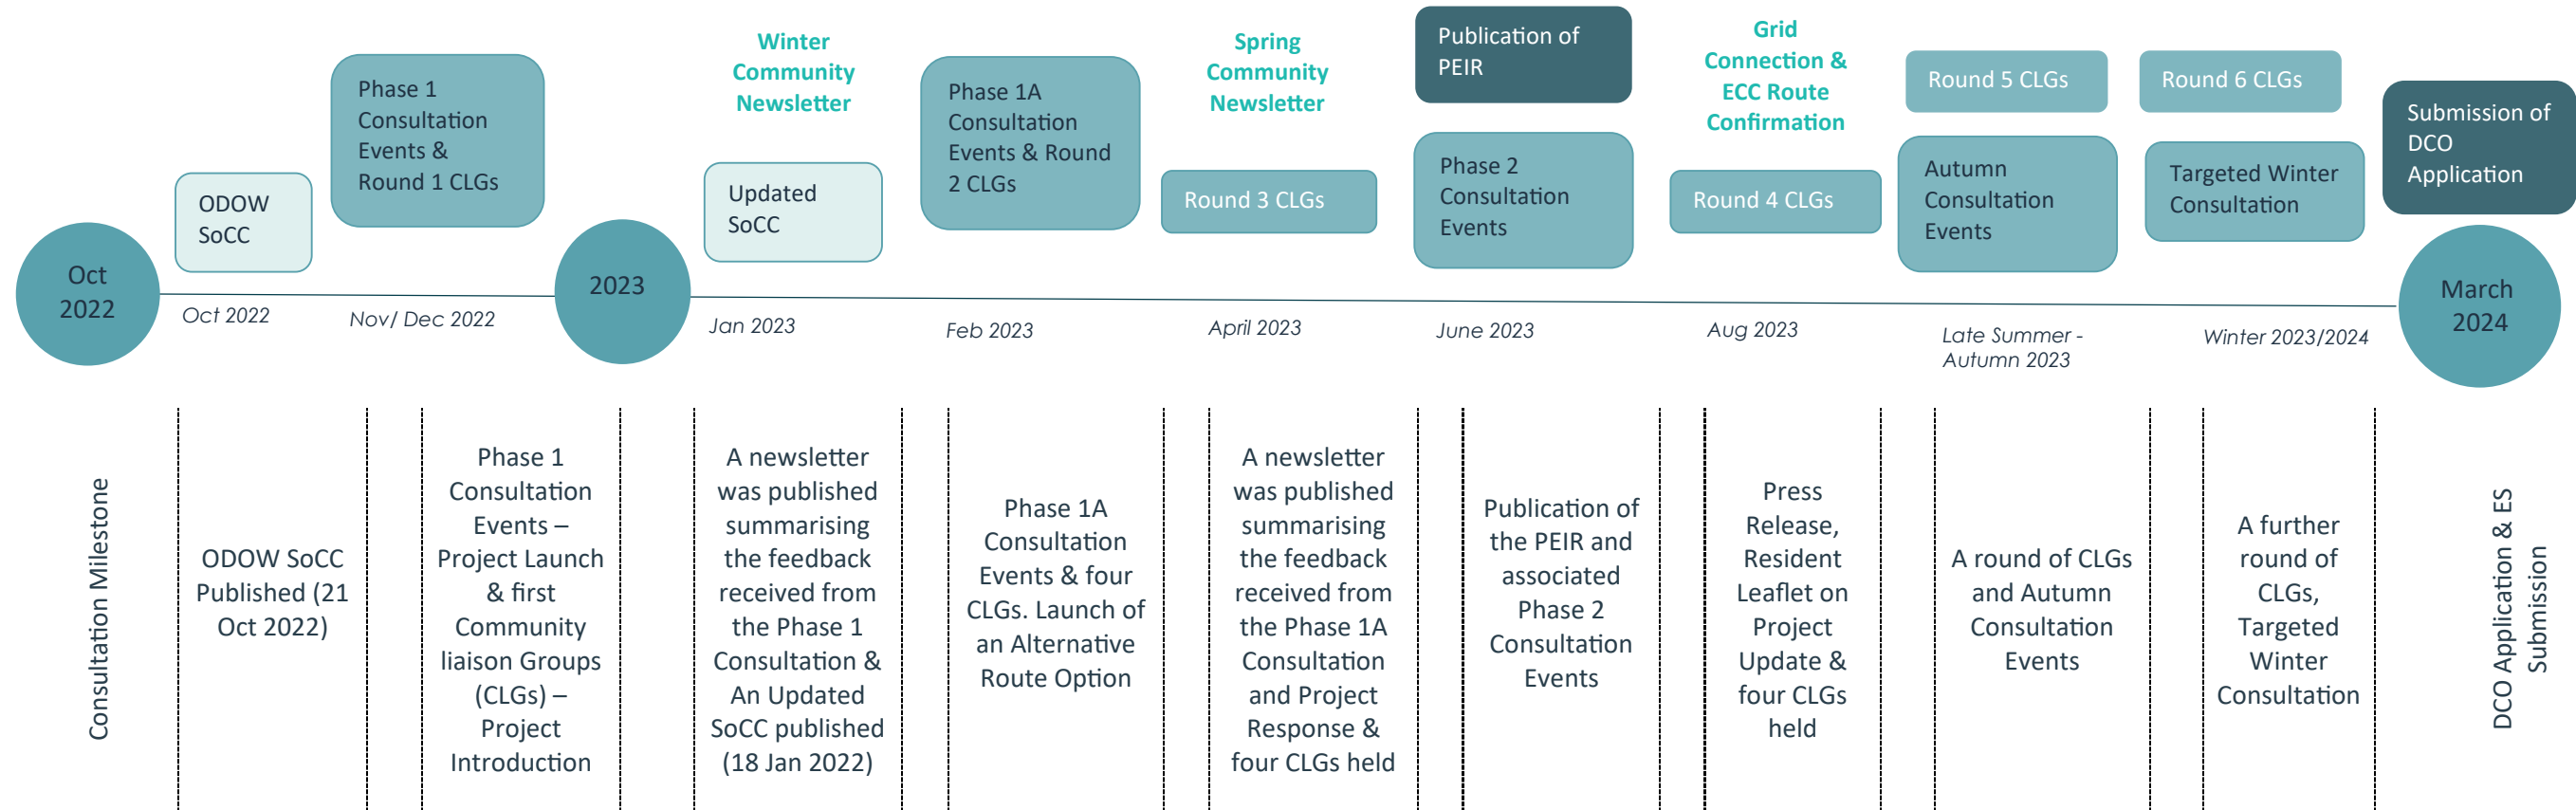 Oct
2022
ODOW
SoCC
Phase 1
Consultation
Events &
Round 1 CLGs
2023
Winter
Community
Newsletter
Updated
SoCC
Phase 1A
Consultation
Events & Round
2 CLGs
Spring
Community
Newsletter
Round 3 CLGs
Publication of
PEIR
Phase 2
Consultation
Events
Grid
Connection &
ECC Route
Confirmation
Round 4 CLGs
Round 5 CLGs
Autumn
Consultation
Events
Round 6 CLGs
Targeted Winter
Consultation
Submission of
DCO
Application
March
2024
Oct 2022
Nov/ Dec 2022
Jan 2023
Feb 2023
April 2023
June 2023
Aug 2023
Late Summer -
Autumn 2023
Winter 2023/2024
Consultation Milestone
ODOW SoCC
Published (21
Oct 2022)
Phase 1
Consultation
Events –
Project Launch
& first
Community
liaison Groups
(CLGs) –
Project
Introduction
A newsletter
was published
summarising
the feedback
received from
the Phase 1
Consultation &
An Updated
SoCC published
(18 Jan 2022)
Phase 1A
Consultation
Events & four
CLGs. Launch of
an Alternative
Route Option
A newsletter
was published
summarising
the feedback
received from
the Phase 1A
Consultation
and Project
Response &
four CLGs held
Publication of
the PEIR and
associated
Phase 2
Consultation
Events
Press
Release,
Resident
Leaflet on
Project
Update &
four CLGs
held
A round of CLGs
and Autumn
Consultation
Events
A further
round of
CLGs,
Targeted
Winter
Consultation
DCO Application & ES
Submission